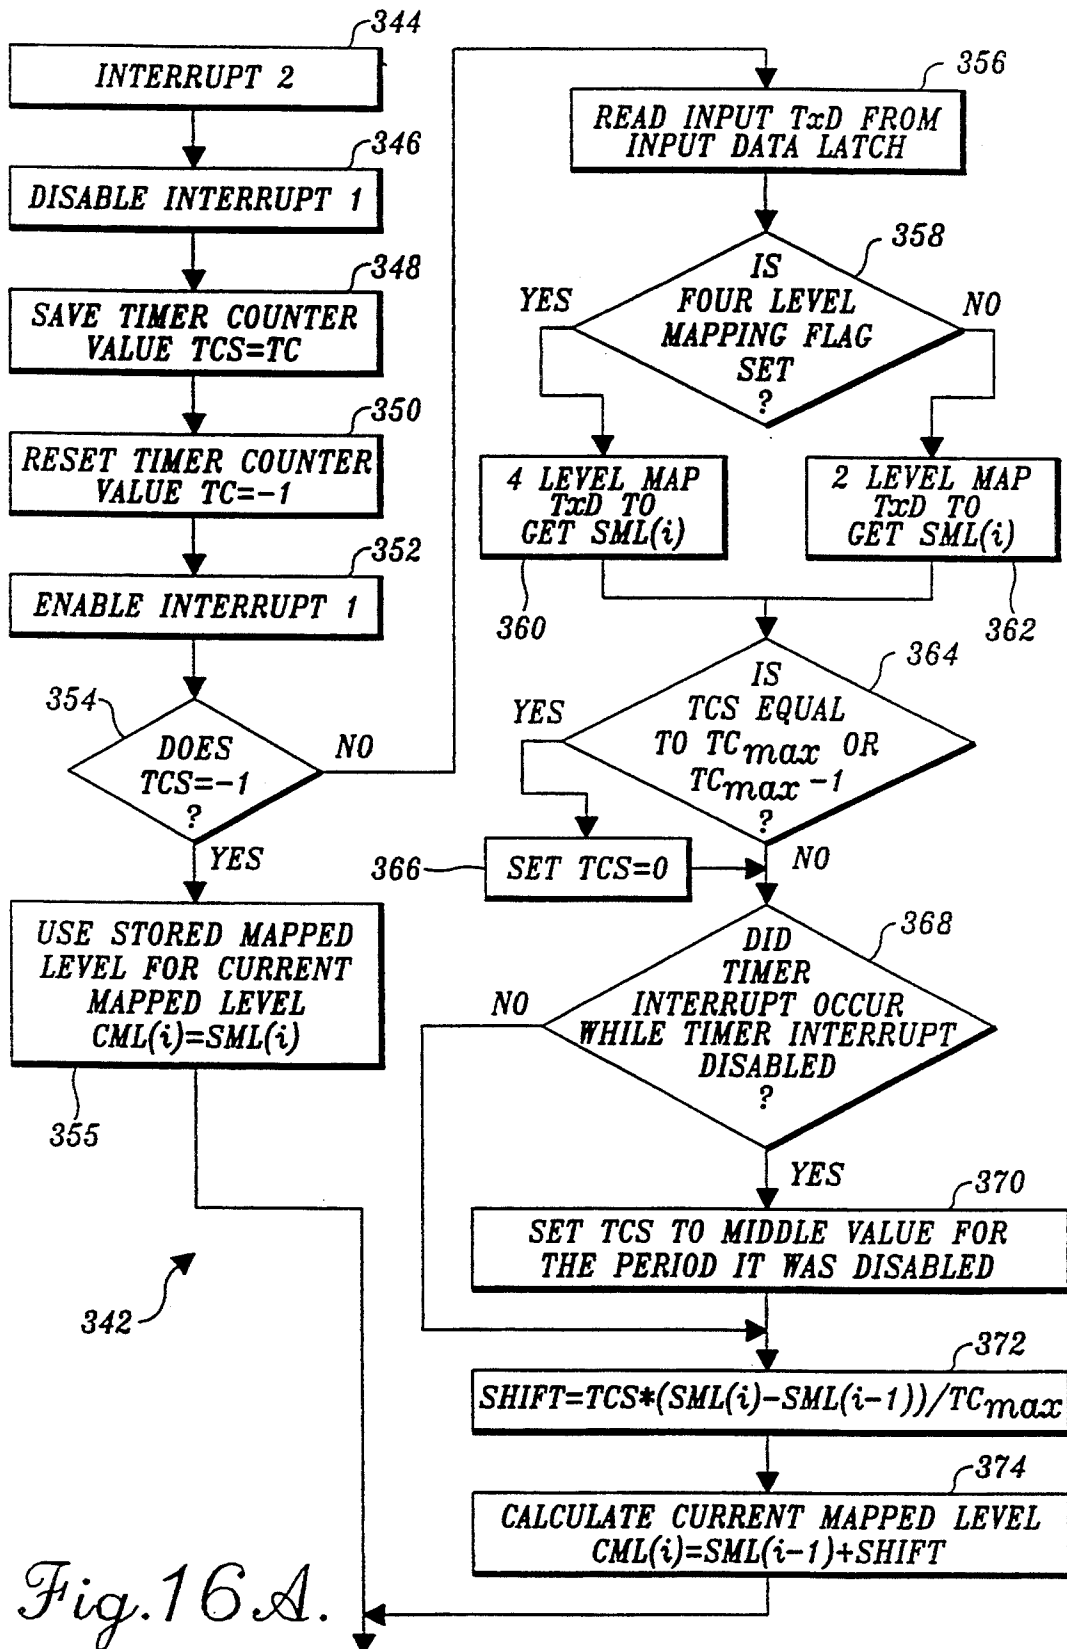 344
INTERRUPT 2
346
DISABLE INTERRUPT 1
348
SAVE TIMER COUNTER
VALUE TCS=TC
350
RESET TIMER COUNTER
VALUE TC=-1
352
ENABLE INTERRUPT 1
354
DOES
TCS=-1
?
NO
YES
USE STORED MAPPED
LEVEL FOR CURRENT
MAPPED LEVEL
CML(i)=SML(i)
355
342
356
READ INPUT TxD FROM
INPUT DATA LATCH
358
IS
FOUR LEVEL
MAPPING FLAG
SET
?
YES
NO
4 LEVEL MAP
TxD TO
GET SML(i)
360
2 LEVEL MAP
TxD TO
GET SML(i)
362
364
IS
TCS EQUAL
TO TCmax OR
TCmax -1
?
YES
NO
366
SET TCS=0
368
DID
TIMER
INTERRUPT OCCUR
WHILE TIMER INTERRUPT
DISABLED
?
NO
YES
370
SET TCS TO MIDDLE VALUE FOR
THE PERIOD IT WAS DISABLED
372
SHIFT=TCS*(SML(i)-SML(i-1))/TCmax
374
CALCULATE CURRENT MAPPED LEVEL
CML(i)=SML(i-1)+SHIFT
Fig.16A.